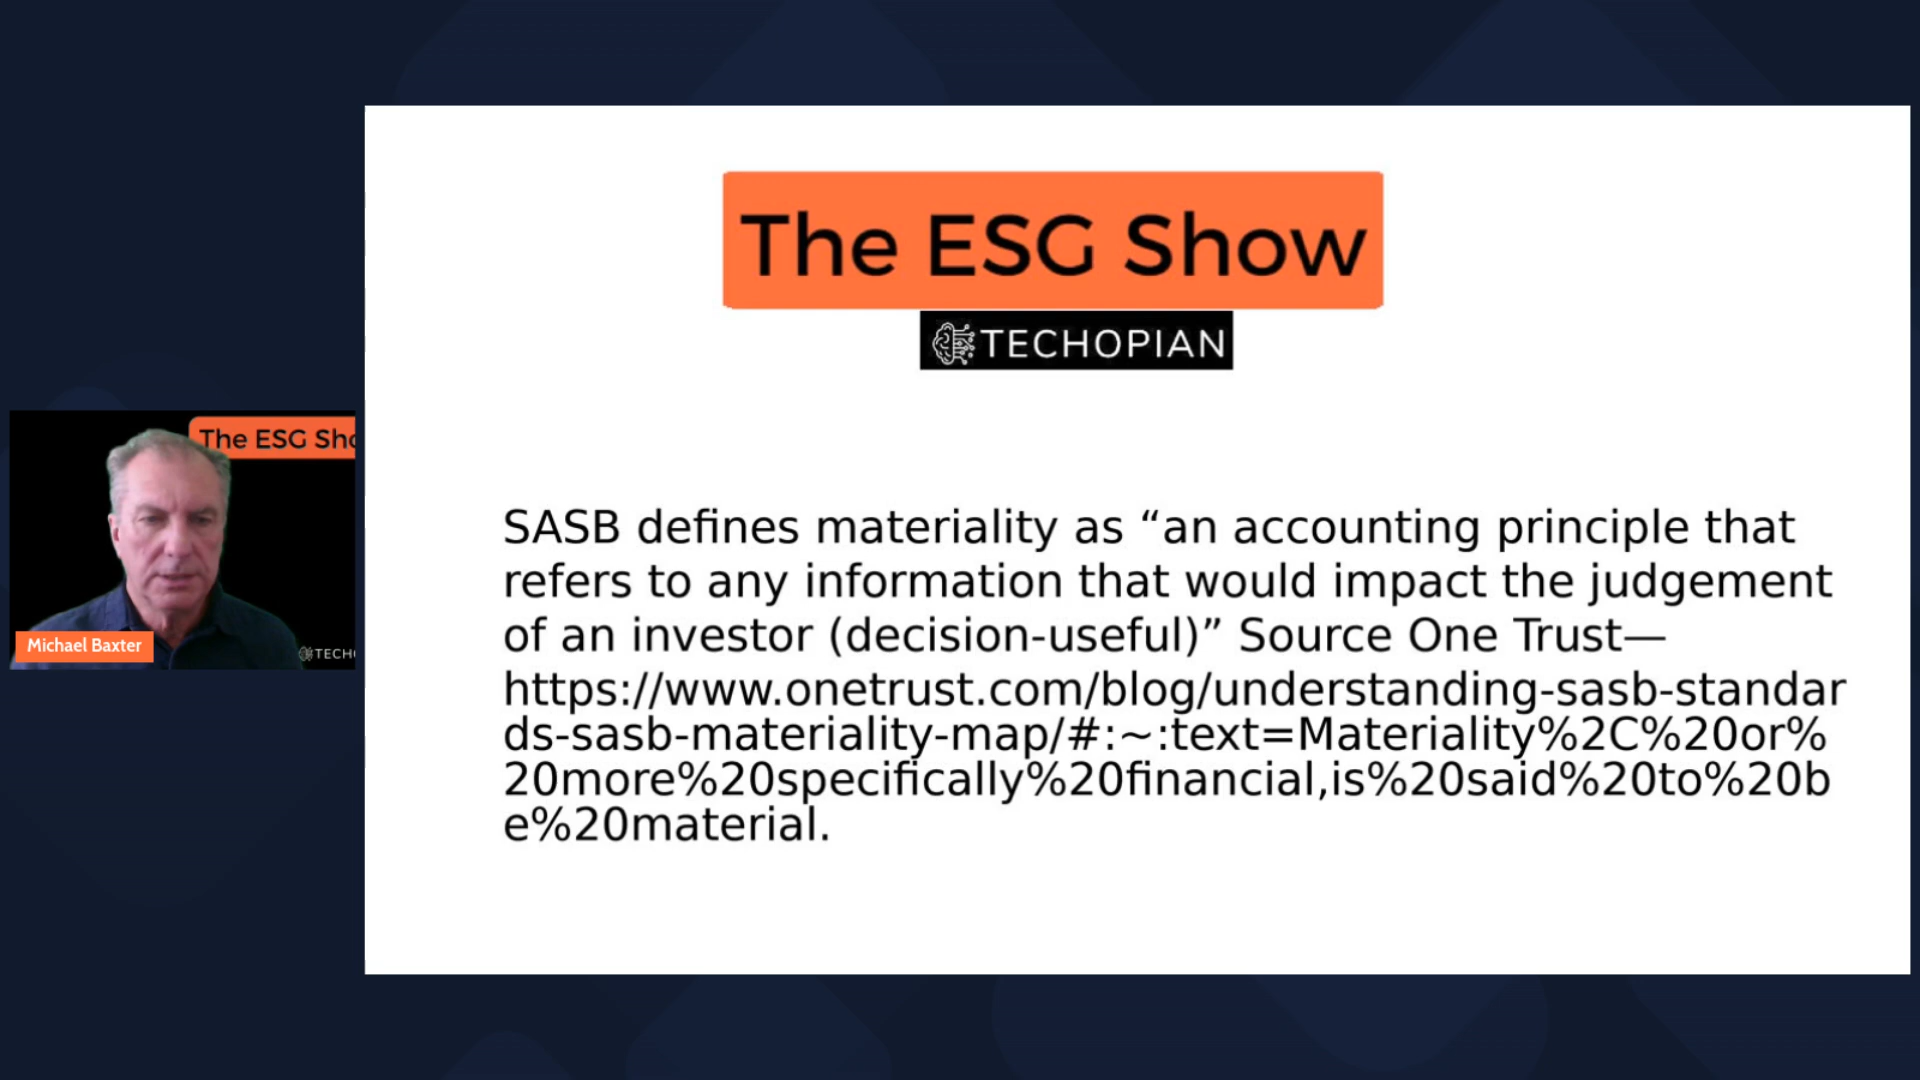 The ESG Show
TECHOPIAN
The ESG Sho
Michael Baxter
TECH
SASB defines materiality as “an accounting principle that
refers to any information that would impact the judgement
of an investor (decision-useful)” Source One Trust—
https://www.onetrust.com/blog/understanding-sasb-standar
ds-sasb-materiality-map/#:~:text=Materiality%2C%20or%
20more%20specifically%20financial,is%20said%20to%20b
e%20material.